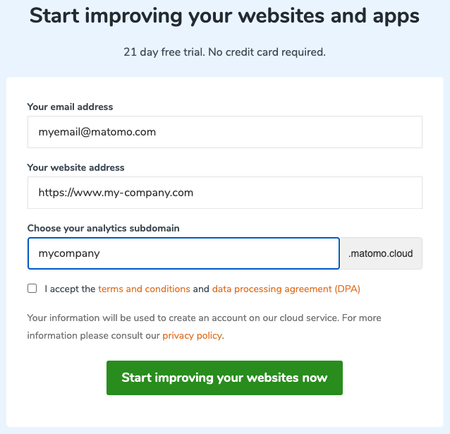 Start improving your websites and apps
21 day free trial. No credit card required.
Your email address
myemail@matomo.com
Your website address
https://www.my-company.com
Choose your analytics subdomain
mycompany .matomo.cloud
I accept the terms and conditions and data processing agreement (DPA)
Your information will be used to create an account on our cloud service. For more
information please consult our privacy policy.
Start improving your websites now